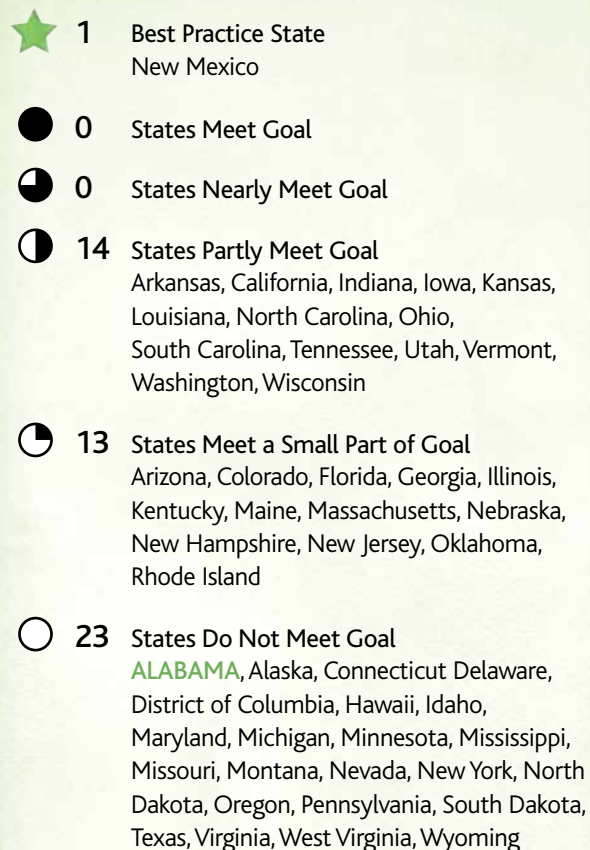 1 Best Practice State
New Mexico
0 States Meet Goal
0 States Nearly Meet Goal
14 States Partly Meet Goal
Arkansas, California, Indiana, Iowa, Kansas,
Louisiana, North Carolina, Ohio,
South Carolina, Tennessee, Utah, Vermont,
Washington, Wisconsin
13 States Meet a Small Part of Goal
Arizona, Colorado, Florida, Georgia, Illinois,
Kentucky, Maine, Massachusetts, Nebraska,
New Hampshire, New Jersey, Oklahoma,
Rhode Island
23 States Do Not Meet Goal
ALABAMA, Alaska, Connecticut Delaware,
District of Columbia, Hawaii, Idaho,
Maryland, Michigan, Minnesota, Mississippi,
Missouri, Montana, Nevada, New York, North
Dakota, Oregon, Pennsylvania, South Dakota,
Texas, Virginia, West Virginia, Wyoming